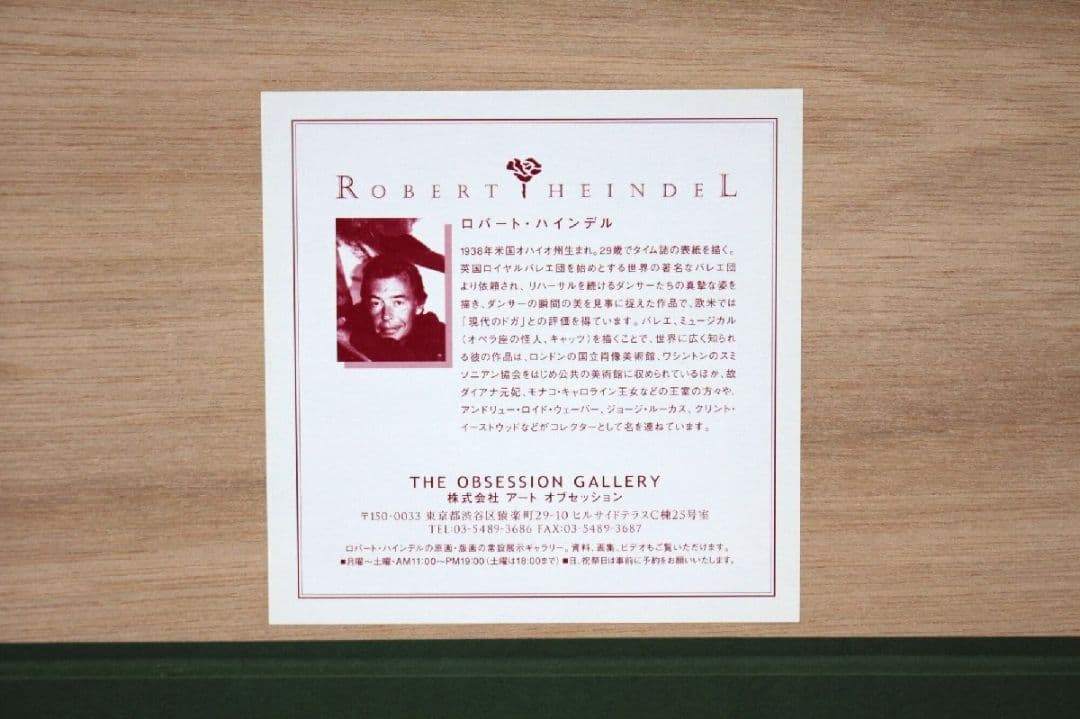 ROBERT HEINDEL
ロバート・ハインデル
1938年米国オハイオ州生まれ。29歳でタイム誌の表紙を描く。
英国ロイヤルバレエ団を始めとする世界の著名なバレエ団
より依頼され、リハーサルを続けるダンサーたちの真摯な姿を
描き、ダンサーの瞬間の美を見事に捉えた作品で、欧米では
「現代のドガ」との評価を得ています。バレエ、ミュージカル
(オペラ座の怪人、キャッツ)を描くことで、世界に広く知られ
る彼の作品は、ロンドンの国立肖像美術館、ワシントンのスミ
ソニアン協会をはじめ公共の美術館に収められているほか、故
ダイアナ元妃、モナコ・キャロライン王女などの王室の方々や、
アンドリュー・ロイド・ウェーバー、ジョージ・ルーカス、クリント・
イーストウッドなどがコレクターとして名を連ねています。
THE OBSESSION GALLERY
株式会社 アート オブセッション
〒150-0033 東京都渋谷区猿楽町29-10 ヒルサイドテラスC棟25号室
TEL:03-5489-3686 FAX:03-5489-3687
ロバート・ハインデルの原画・版画の常設展示ギャラリー。資料、画集、ビデオもご覧いただけます。
■月曜〜土曜・AM11:00〜PM19:00(土曜は18:00まで) ■日、祝祭日は事前に予約をお願いいたします。